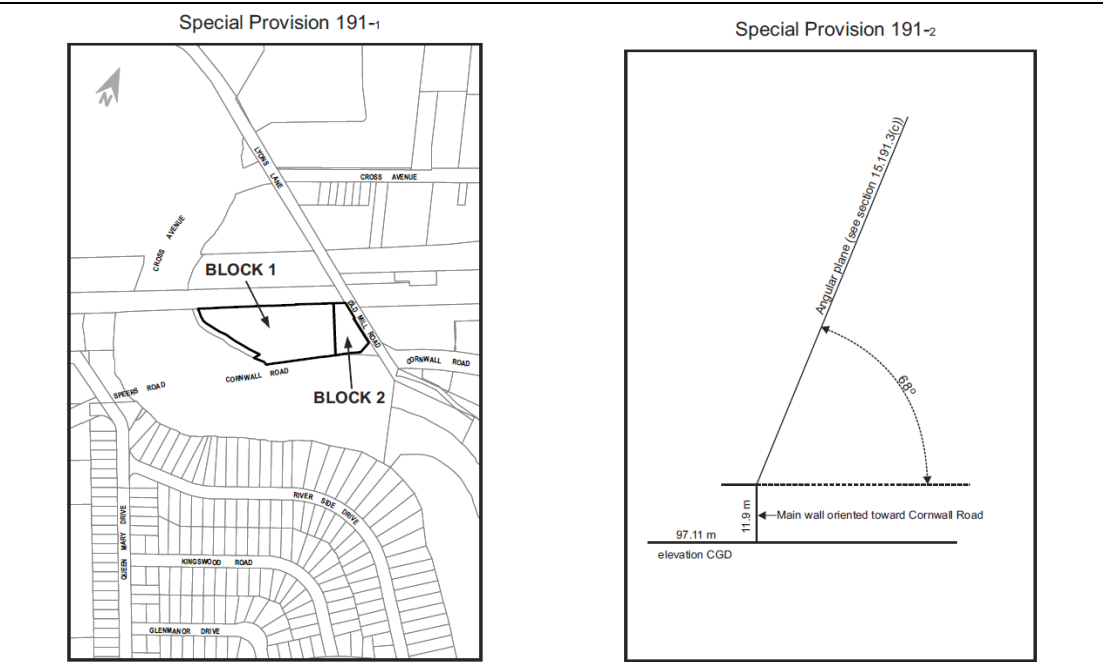 Special Provision 191-1
N
LYONS LANE
CROSS AVENUE
CROSS AVENUE
BLOCK 1
OLD MILL ROAD
CORNWALL ROAD
SPEERS ROAD
CORNWALL ROAD
BLOCK 2
RIVER SIDE DRIVE
QUEEN MARY DRIVE
KINGSWOOD ROAD
GLENMANOR DRIVE
Special Provision 191-2
Angular plane (see section 15.191.3(c))
68º
11.9 m
Main wall oriented toward Cornwall Road
97.11 m
elevation CGD